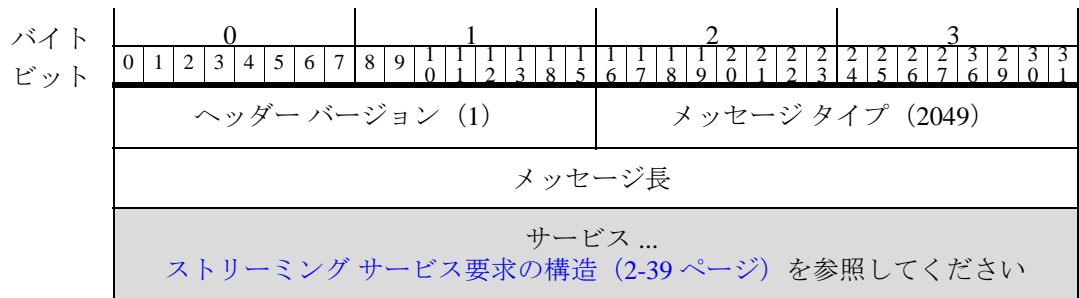 バイト 0 1 2 3
ビット 0 1 2 3 4 5 6 7 8 9 10 11 12 13 18 15 16 17 18 19 20 21 22 23 24 25 26 27 36 29 30 31
ヘッダー バージョン（1） メッセージ タイプ（2049）
メッセージ長
サービス ...
ストリーミング サービス要求の構造（2-39 ページ）を参照してください